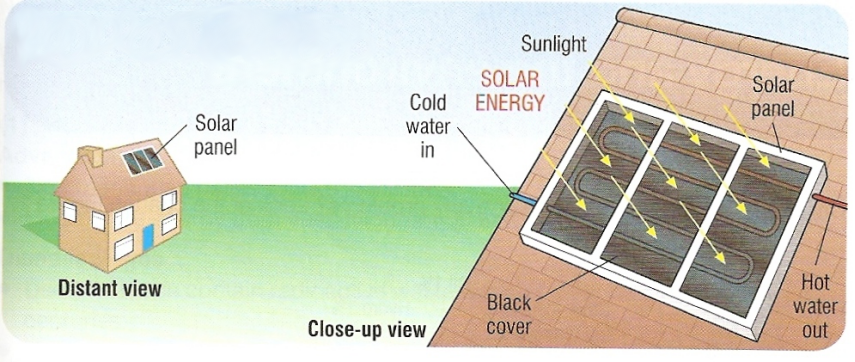 Solar
panel
Distant view
Sunlight
SOLAR
ENERGY
Cold
water
in
Solar
panel
Black
cover
Close-up view
Hot
water
out